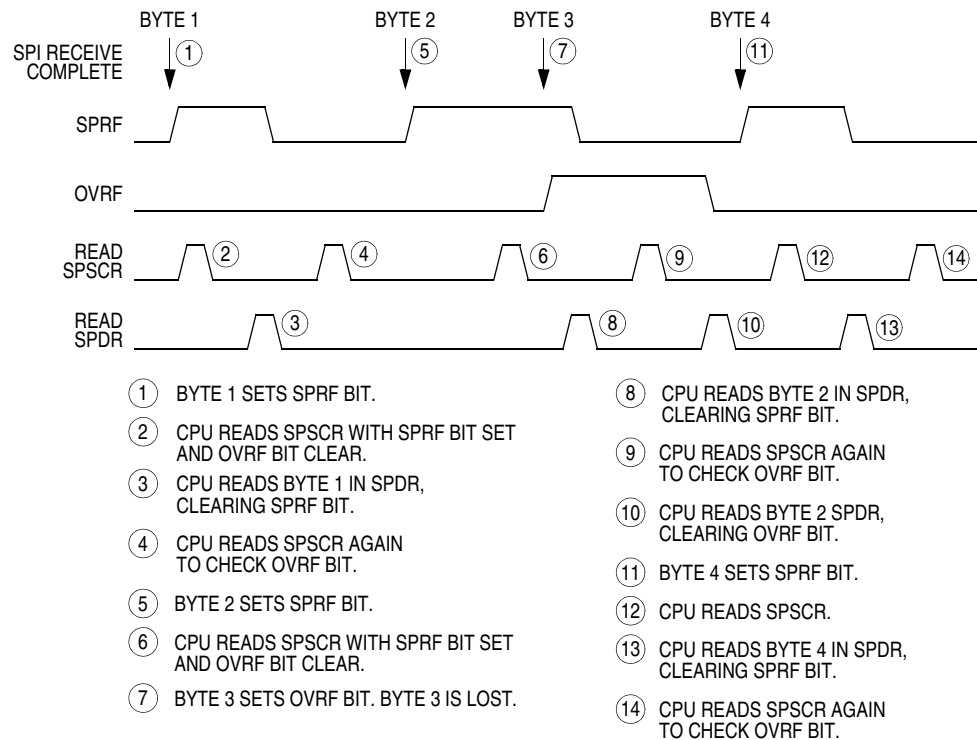 BYTE 1 BYTE 2 BYTE 3 BYTE 4
SPI RECEIVE
COMPLETE
1 5 7 11
SPRF
OVRF
READ
SPSCR
2 4 6 9 12 14
READ
SPDR
3 8 10 13
1 BYTE 1 SETS SPRF BIT.
2 CPU READS SPSCR WITH SPRF BIT SET
AND OVRF BIT CLEAR.
3 CPU READS BYTE 1 IN SPDR,
CLEARING SPRF BIT.
4 CPU READS SPSCR AGAIN
TO CHECK OVRF BIT.
5 BYTE 2 SETS SPRF BIT.
6 CPU READS SPSCR WITH SPRF BIT SET
AND OVRF BIT CLEAR.
7 BYTE 3 SETS OVRF BIT. BYTE 3 IS LOST.
8 CPU READS BYTE 2 IN SPDR,
CLEARING SPRF BIT.
9 CPU READS SPSCR AGAIN
TO CHECK OVRF BIT.
10 CPU READS BYTE 2 SPDR,
CLEARING OVRF BIT.
11 BYTE 4 SETS SPRF BIT.
12 CPU READS SPSCR.
13 CPU READS BYTE 4 IN SPDR,
CLEARING SPRF BIT.
14 CPU READS SPSCR AGAIN
TO CHECK OVRF BIT.